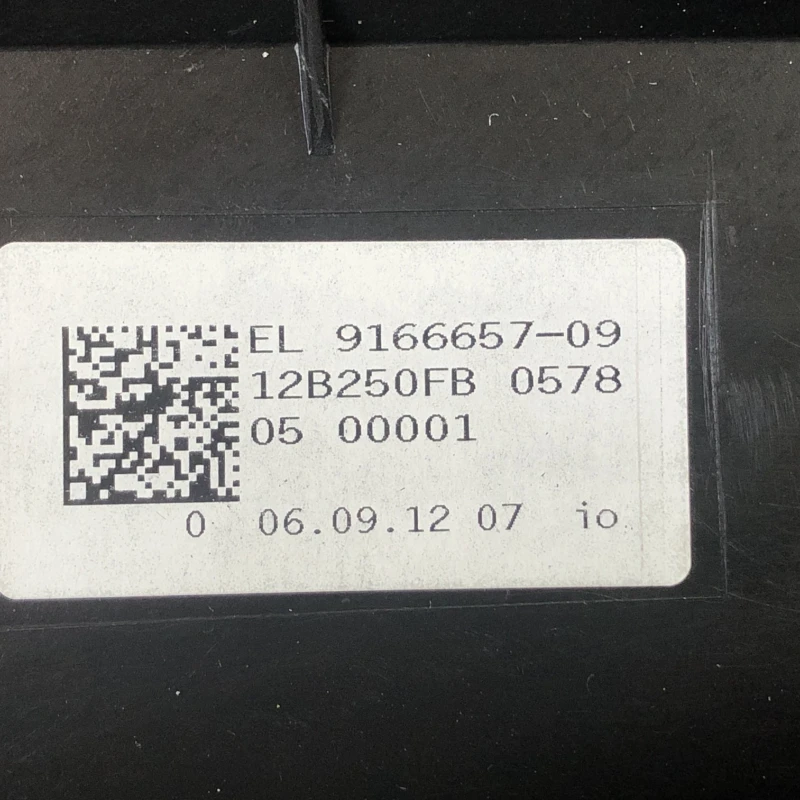 EL 9166657-09
12B250FB 0578
05 00001
0 06.09.12 07 io